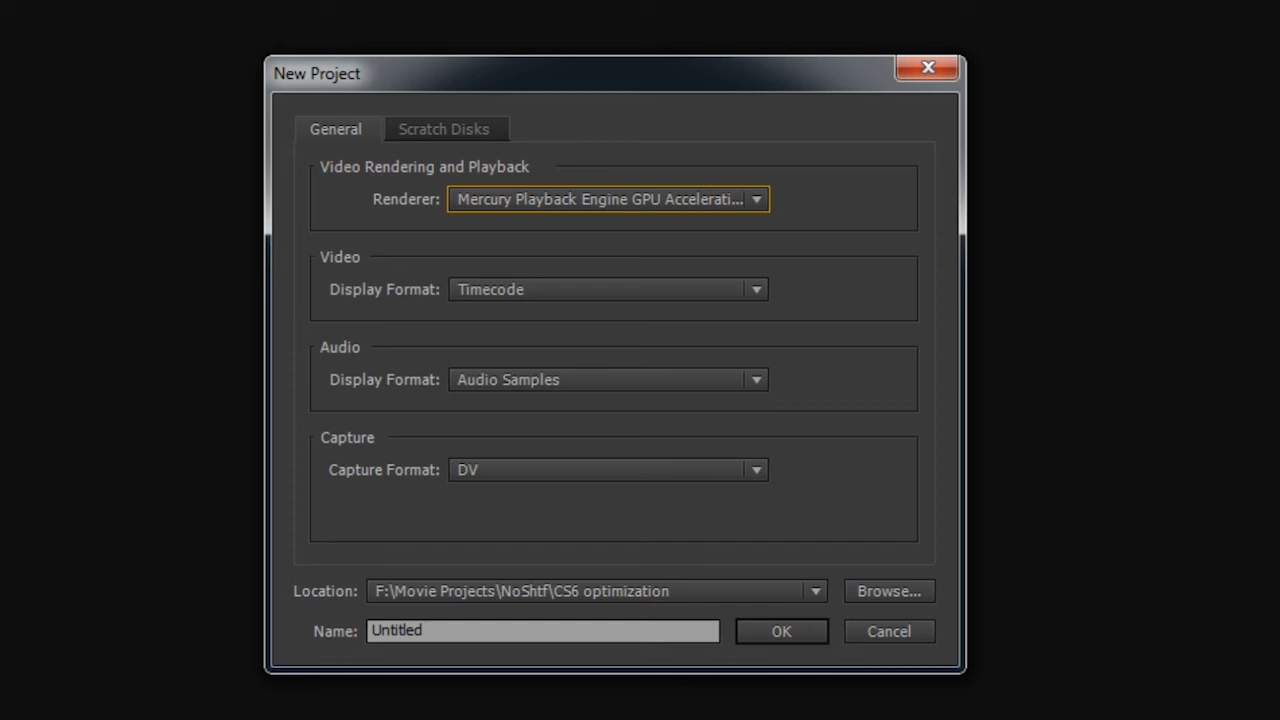 New Project
General
Scratch Disks
Video Rendering and Playback
Renderer: Mercury Playback Engine GPU Accelerati...
Video
Display Format: Timecode
Audio
Display Format: Audio Samples
Capture
Capture Format: DV
Location: F:\Movie Projects\NoShtf\CS6 optimization Browse...
Name: Untitled OK Cancel